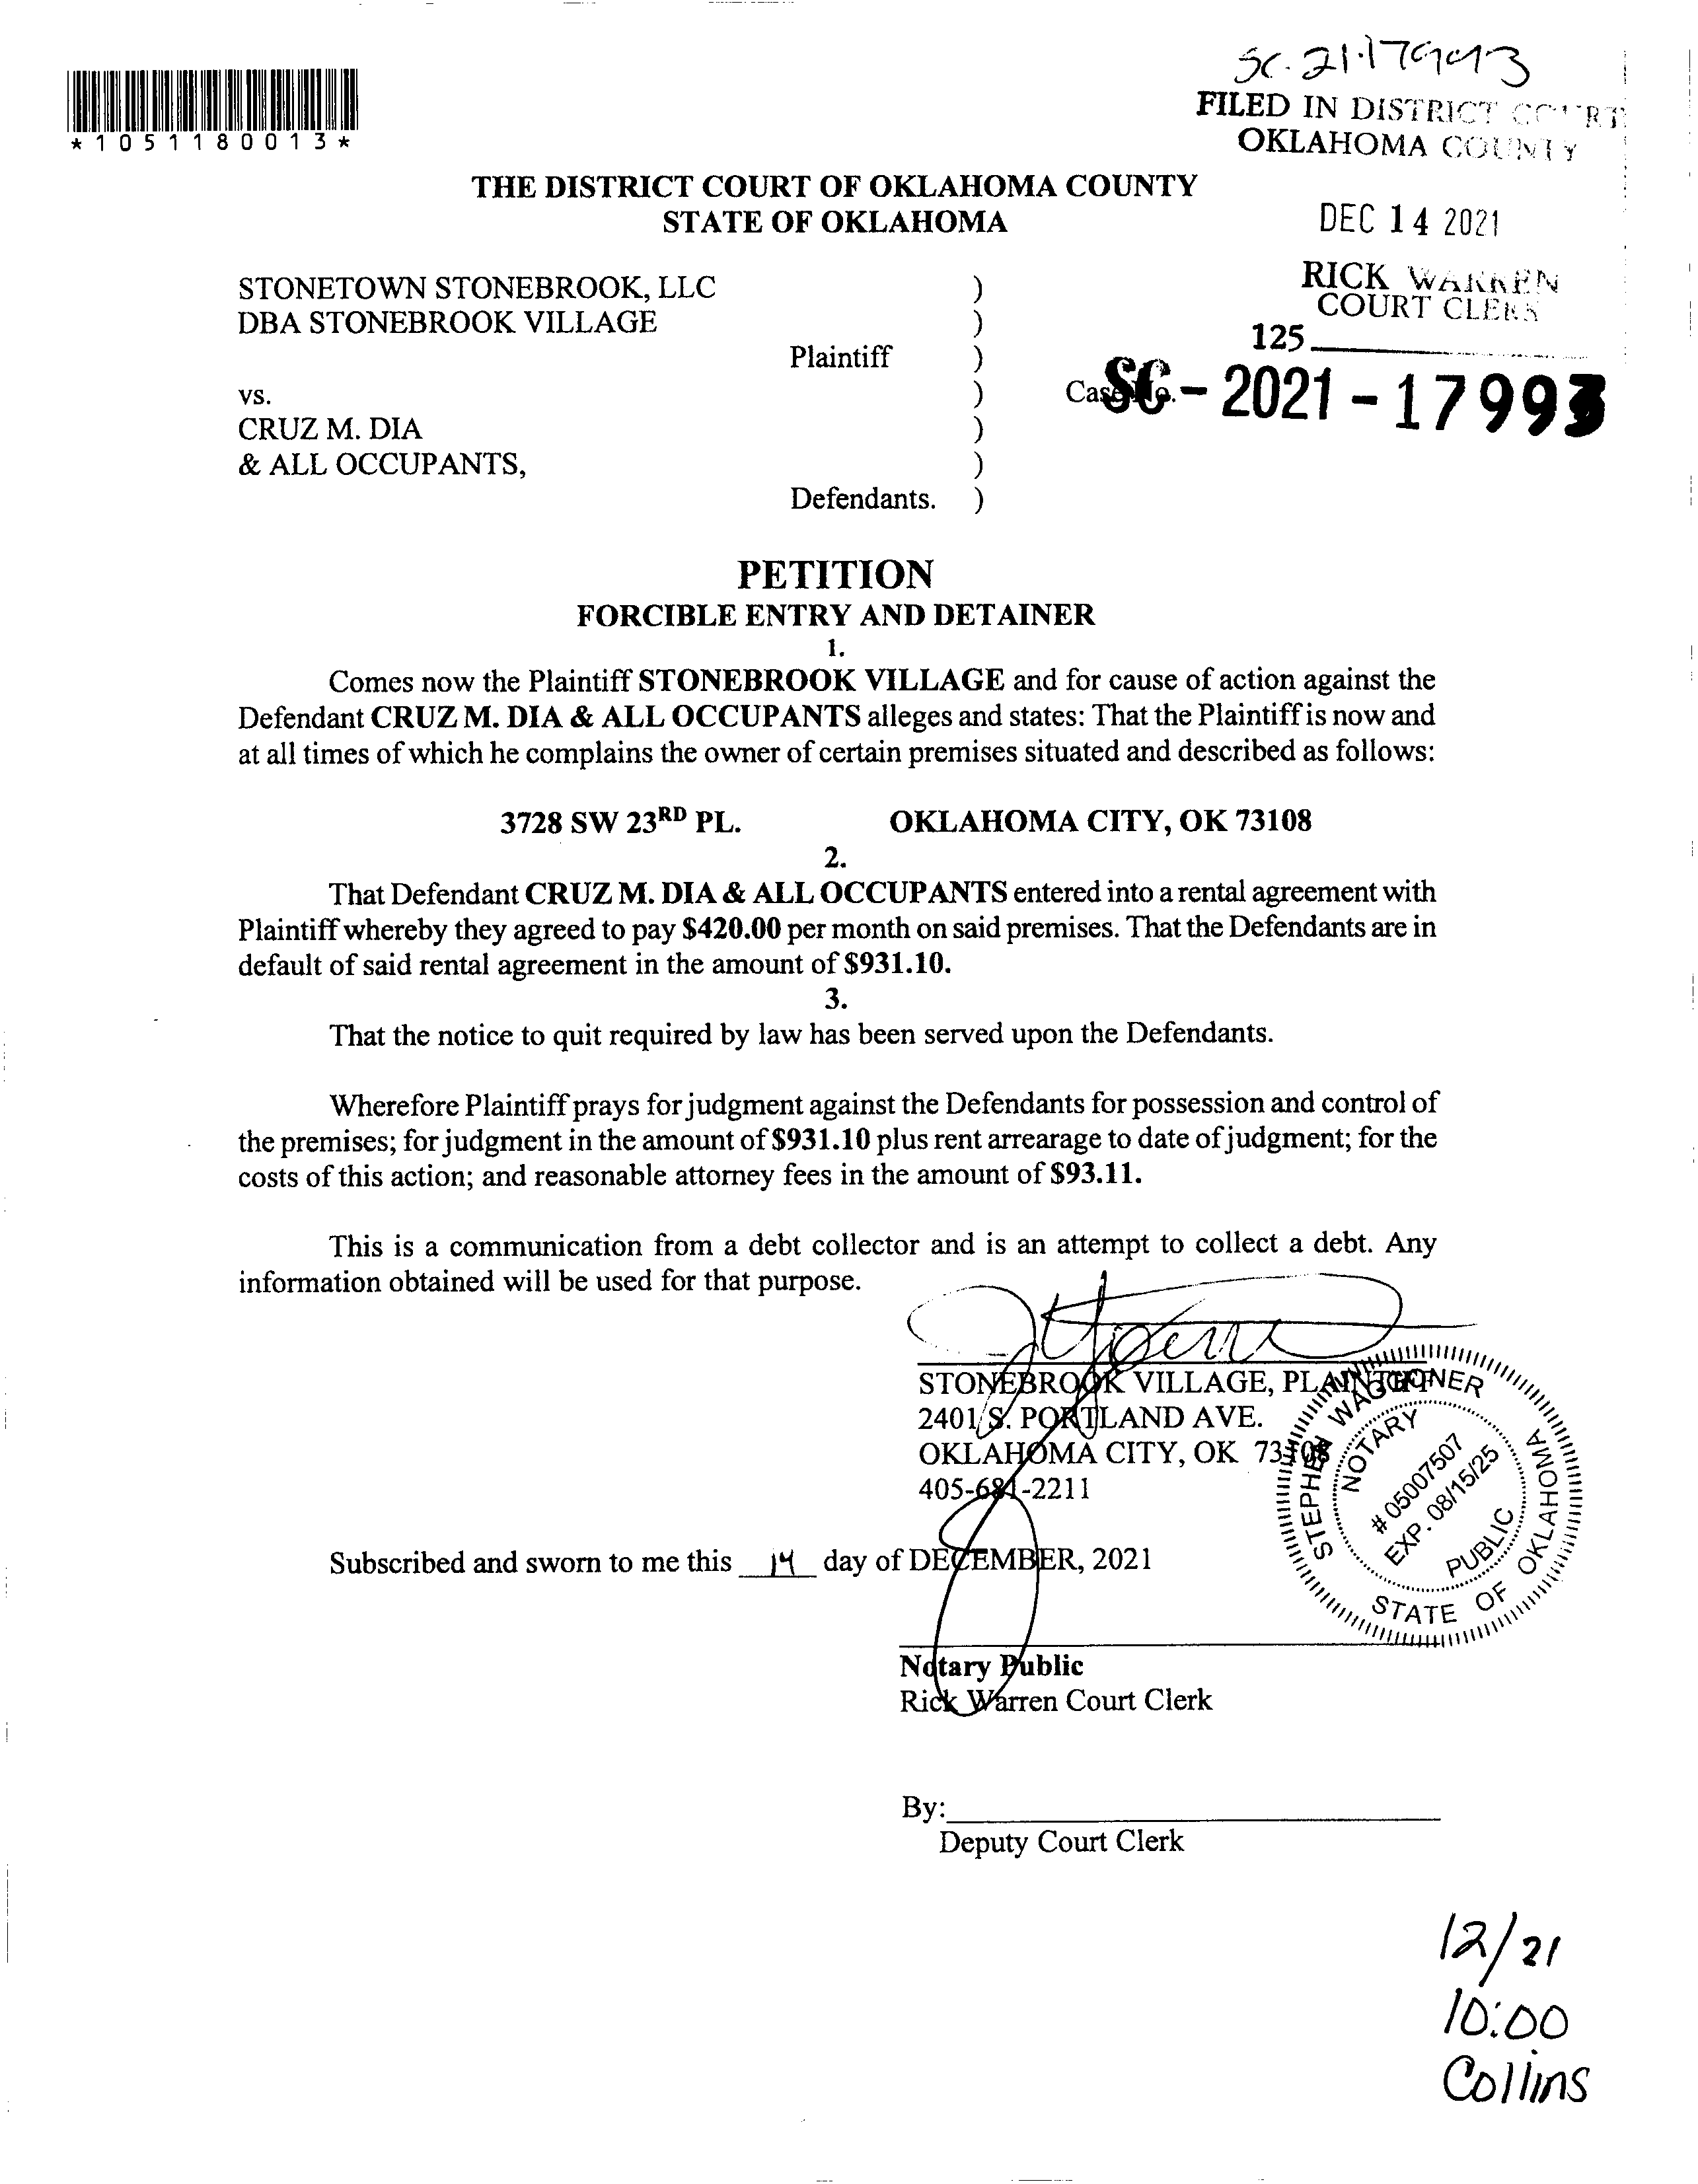 SC-21-17993
*1051180013*
FILED IN DISTRICT COURT
OKLAHOMA COUNTY
THE DISTRICT COURT OF OKLAHOMA COUNTY
STATE OF OKLAHOMA
DEC 14 2021
RICK WARREN
COURT CLERK
125
STONETOWN STONEBROOK, LLC )
DBA STONEBROOK VILLAGE )
Plaintiff )
vs. ) Case No. SC-2021-17993
CRUZ M. DIA )
& ALL OCCUPANTS, )
Defendants. )
PETITION
FORCIBLE ENTRY AND DETAINER
1.
Comes now the Plaintiff STONEBROOK VILLAGE and for cause of action against the
Defendant CRUZ M. DIA & ALL OCCUPANTS alleges and states: That the Plaintiff is now and
at all times of which he complains the owner of certain premises situated and described as follows:
3728 SW 23RD PL. OKLAHOMA CITY, OK 73108
2.
That Defendant CRUZ M. DIA & ALL OCCUPANTS entered into a rental agreement with
Plaintiff whereby they agreed to pay $420.00 per month on said premises. That the Defendants are in
default of said rental agreement in the amount of $931.10.
3.
That the notice to quit required by law has been served upon the Defendants.
Wherefore Plaintiff prays for judgment against the Defendants for possession and control of
the premises; for judgment in the amount of $931.10 plus rent arrearage to date of judgment; for the
costs of this action; and reasonable attorney fees in the amount of $93.11.
This is a communication from a debt collector and is an attempt to collect a debt. Any
information obtained will be used for that purpose.
STONEBROOK VILLAGE, PLAINTIFF
2401 S. PORTLAND AVE.
OKLAHOMA CITY, OK 73108
405-681-2211
STEPHEN WAGGONER
NOTARY
# 05007507
EXP. 08/15/25
PUBLIC
STATE OF OKLAHOMA
Subscribed and sworn to me this 14 day of DECEMBER, 2021
Notary Public
Rick Warren Court Clerk
By:
Deputy Court Clerk
12/21
10:00
Collins